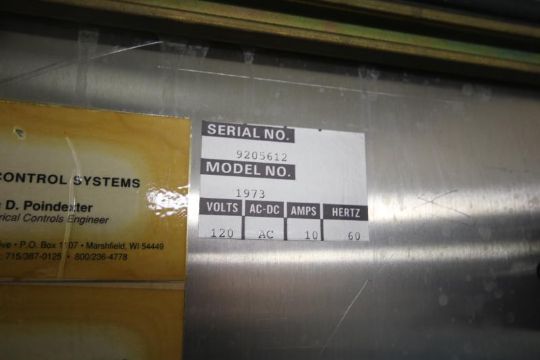 CONTROL SYSTEMS
D. Poindexter
rical Controls Engineer
ve • P.O. Box 1107 • Marshfield, WI 54449
715/387-0125 • 800/236-4778
SERIAL NO.
9205612
MODEL NO.
1973
VOLTS AC-DC AMPS HERTZ
120 AC 10 60